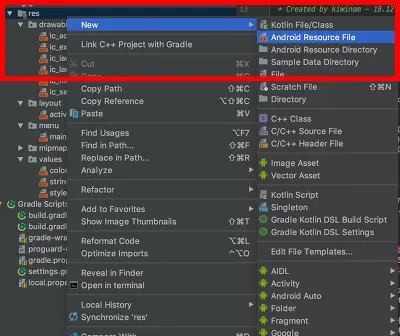 res
13
* Created by kiwinam - 18.12
drawab
ic_ac
ic_ex
ic_la
ic_la
ic_m
ic_se
layout
activ
menu
main
mipmap
values
color
strin
style
Gradle Scripts
build.gradl
build.gradl
gradle-wra
proguard-
gradle.pro
settings.gr
local.prope
New
Link C++ Project with Gradle
Cut ⌘X
Copy Path ⇧⌘C
Copy Reference ⌥⇧⌘C
Paste ⌘V
Find Usages ⌥F7
Find in Path... ⇧⌘F
Replace in Path... ⇧⌘R
Analyze
Refactor
Add to Favorites
Show Image Thumbnails ⇧⌘T
Reformat Code ⌥⌘L
Optimize Imports ⌃⌥O
Reveal in Finder
Open in terminal
Local History
Synchronize 'res'
Compare With... ⌘D
Kotlin File/Class
Android Resource File
Android Resource Directory
Sample Data Directory
File
Scratch File ⇧⌘N
Directory
C++ Class
C/C++ Source File
C/C++ Header File
Image Asset
Vector Asset
Kotlin Script
Singleton
Gradle Kotlin DSL Build Script
Gradle Kotlin DSL Settings
Edit File Templates...
AIDL
Activity
Android Auto
Folder
Fragment
Google